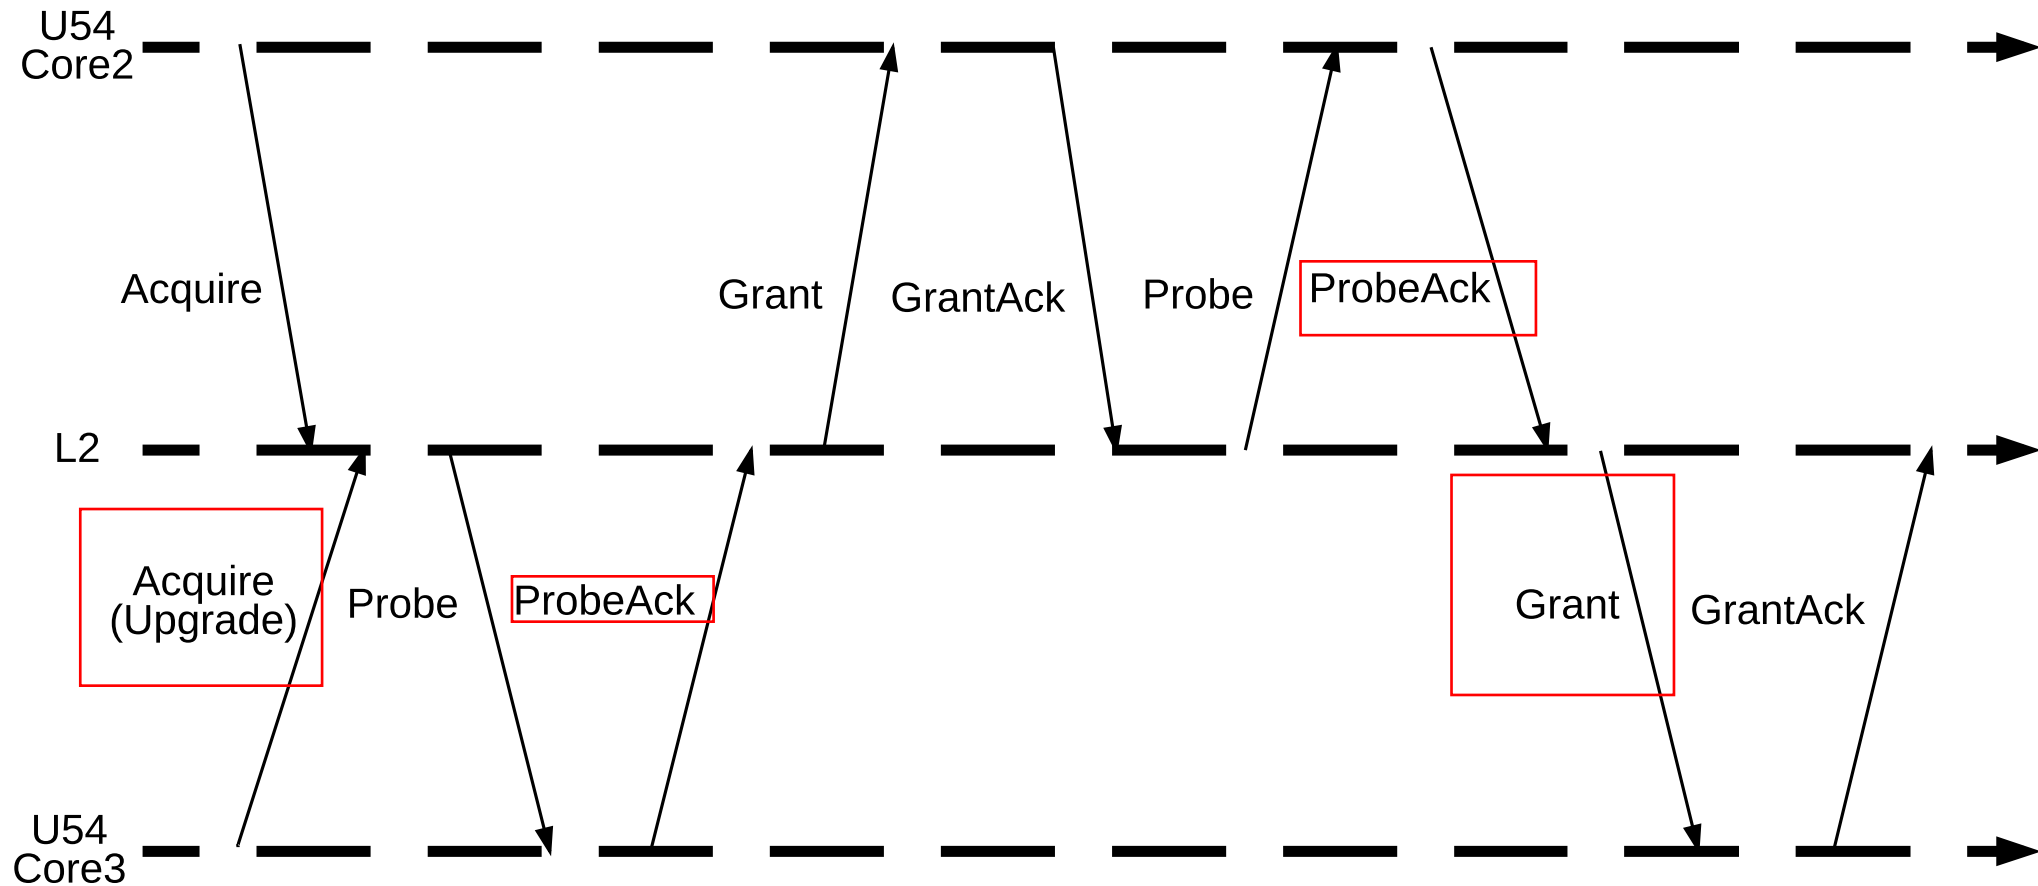 U54
Core2
Acquire
Grant
GrantAck
Probe
ProbeAck
L2
Acquire
(Upgrade)
Probe
ProbeAck
Grant
GrantAck
U54
Core3